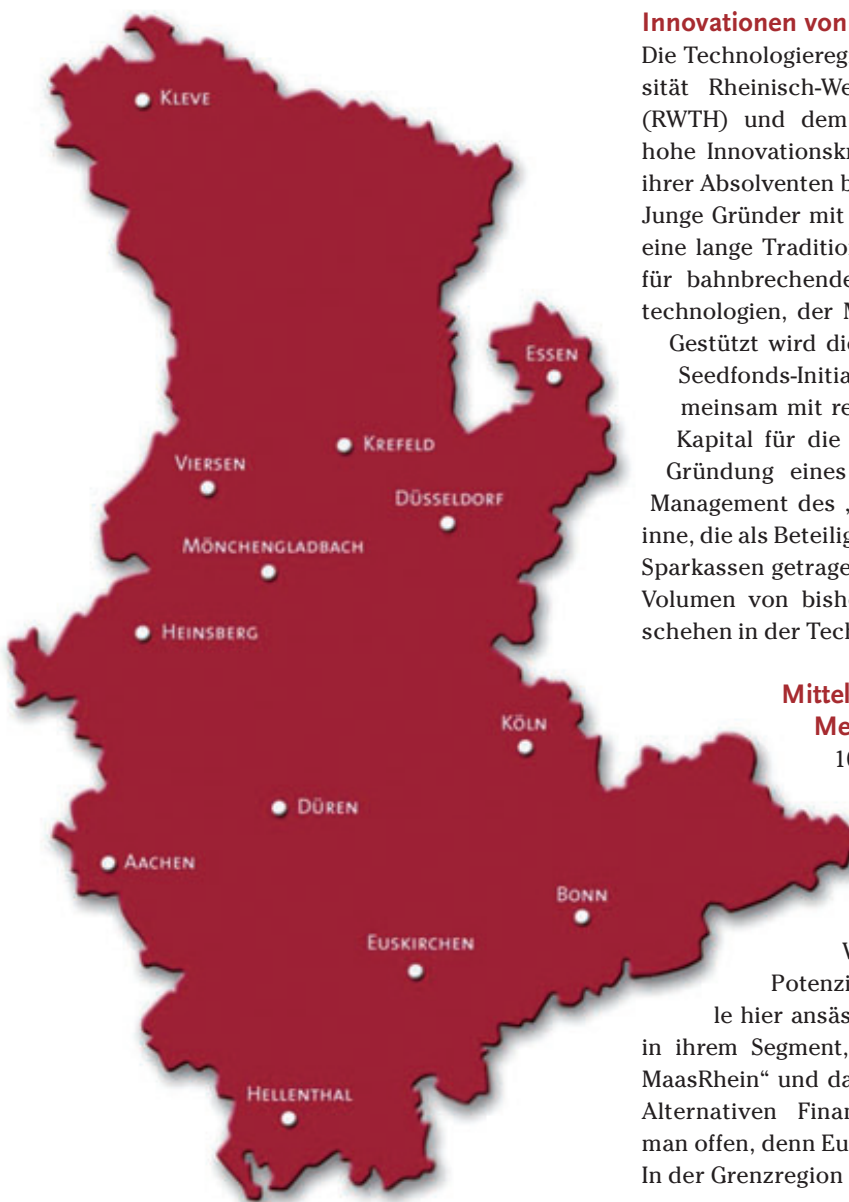 KLEVE
ESSEN
KREFELD
VIERSEN
DÜSSELDORF
MÖNCHENGLADBACH
HEINSBERG
KÖLN
DÜREN
AACHEN
BONN
EUSKIRCHEN
HELLENTHAL
Innovationen von
Die Technologiereg
sität Rheinisch-We
(RWTH) und dem
hohe Innovationskr
ihrer Absolventen b
Junge Gründer mit
eine lange Tradition
für bahnbrechende
technologien, der M
Gestützt wird die
Seedfonds-Initia
meinsam mit re
Kapital für die
Gründung eines
Management des „
inne, die als Beteilig
Sparkassen getrage
Volumen von bishe
schehen in der Tech
Mittel
Me
10
W
Potenzi
le hier ansäs
in ihrem Segment,
MaasRhein“ und da
Alternativen Finan
man offen, denn Eu
In der Grenzregion